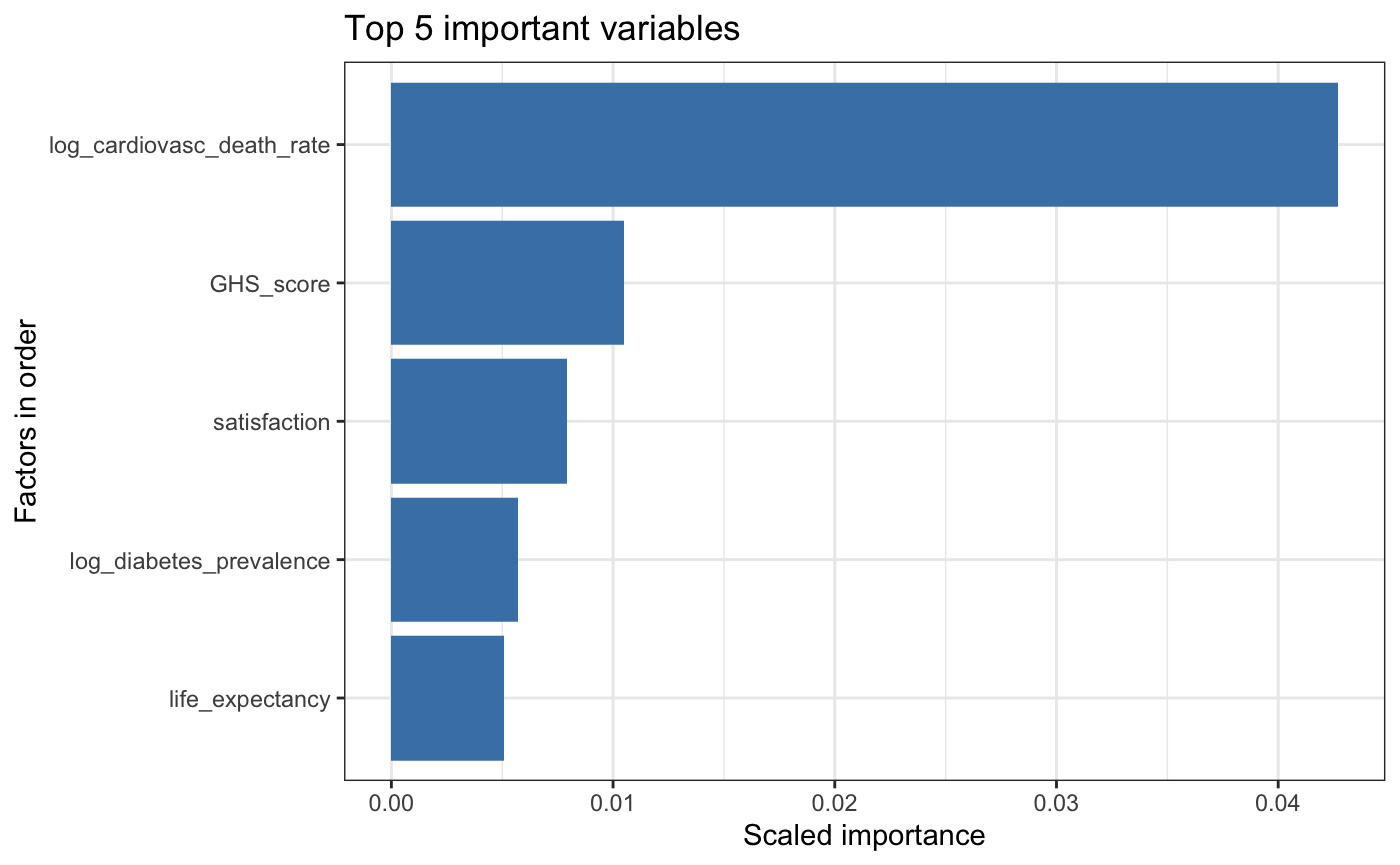 Top 5 important variables
log_cardiovasc_death_rate
GHS_score
satisfaction
log_diabetes_prevalence
life_expectancy
Factors in order
0.00 0.01 0.02 0.03 0.04
Scaled importance